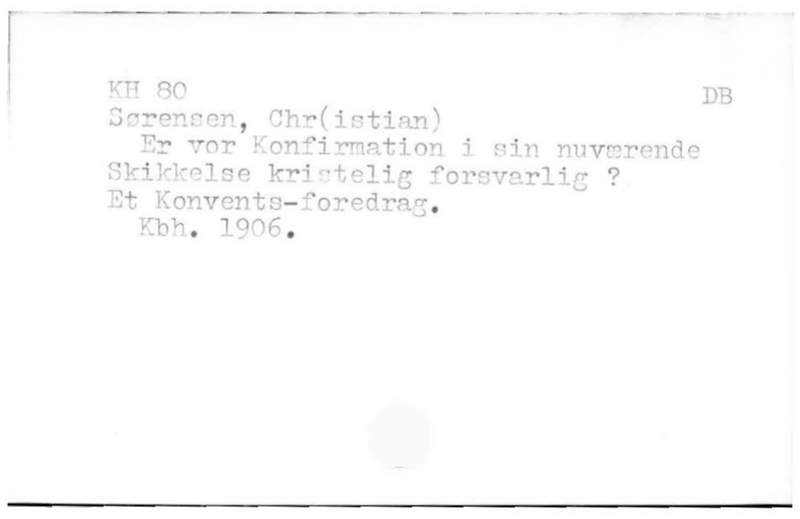 KH 80 DB
Sørensen, Chr(istian)
Er vor Konfirmation i sin nuværende
Skikkelse kristelig forsvarlig ?
Et Konvents-foredrag.
Kbh. 1906.